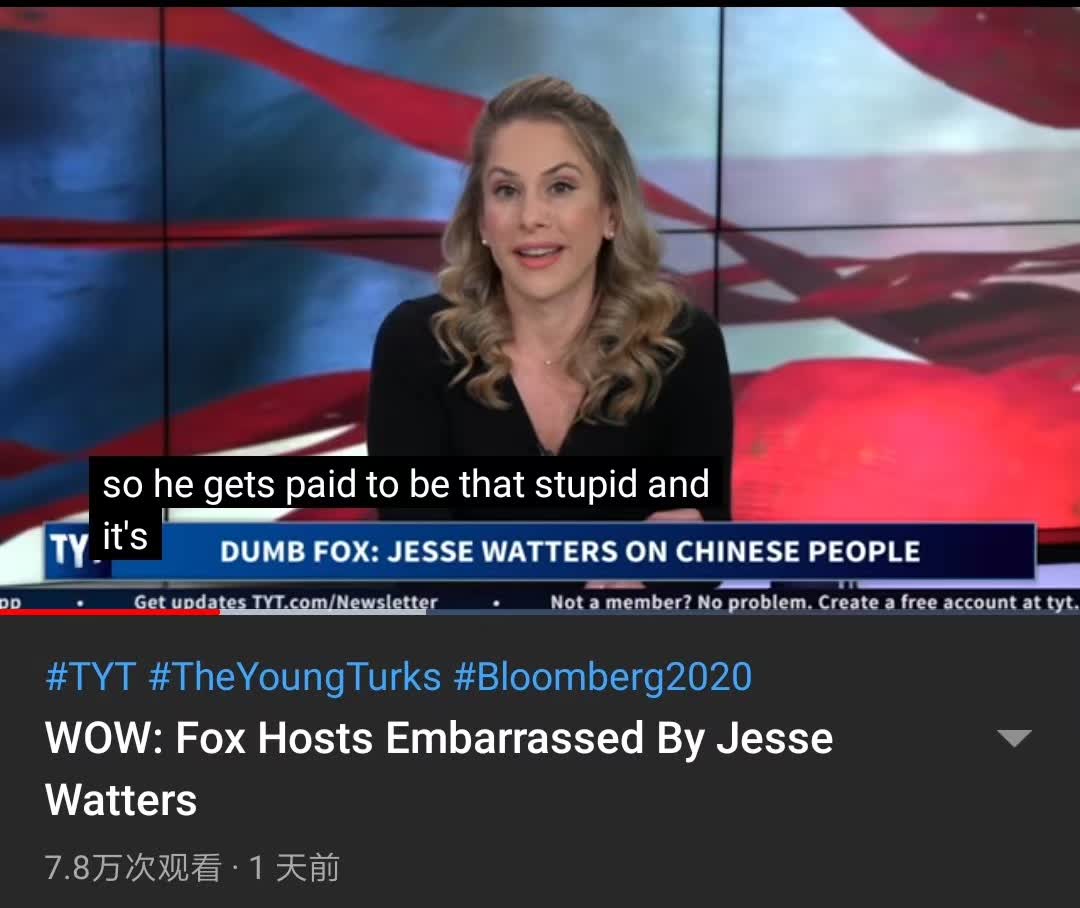 so he gets paid to be that stupid and
it's
TY
DUMB FOX: JESSE WATTERS ON CHINESE PEOPLE
pp • Get updates TYT.com/Newsletter • Not a member? No problem. Create a free account at tyt.
#TYT #TheYoungTurks #Bloomberg2020
WOW: Fox Hosts Embarrassed By Jesse
Watters
7.8万次观看 · 1 天前